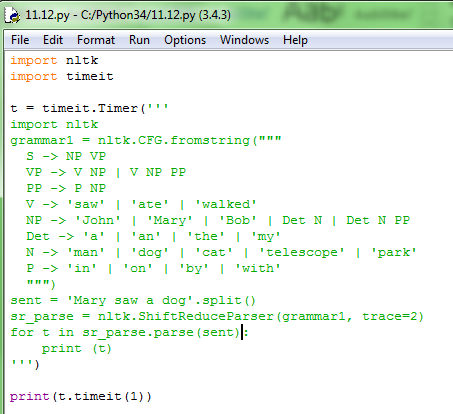 11.12.py - C:/Python34/11.12.py (3.4.3)
File Edit Format Run Options Windows Help
import nltk
import timeit
t = timeit.Timer('''
import nltk
grammar1 = nltk.CFG.fromstring("""
  S -> NP VP
  VP -> V NP | V NP PP
  PP -> P NP
  V -> 'saw' | 'ate' | 'walked'
  NP -> 'John' | 'Mary' | 'Bob' | Det N | Det N PP
  Det -> 'a' | 'an' | 'the' | 'my'
  N -> 'man' | 'dog' | 'cat' | 'telescope' | 'park'
  P -> 'in' | 'on' | 'by' | 'with'
  """)
sent = 'Mary saw a dog'.split()
sr_parse = nltk.ShiftReduceParser(grammar1, trace=2)
for t in sr_parse.parse(sent):
    print (t)
''')
print(t.timeit(1))